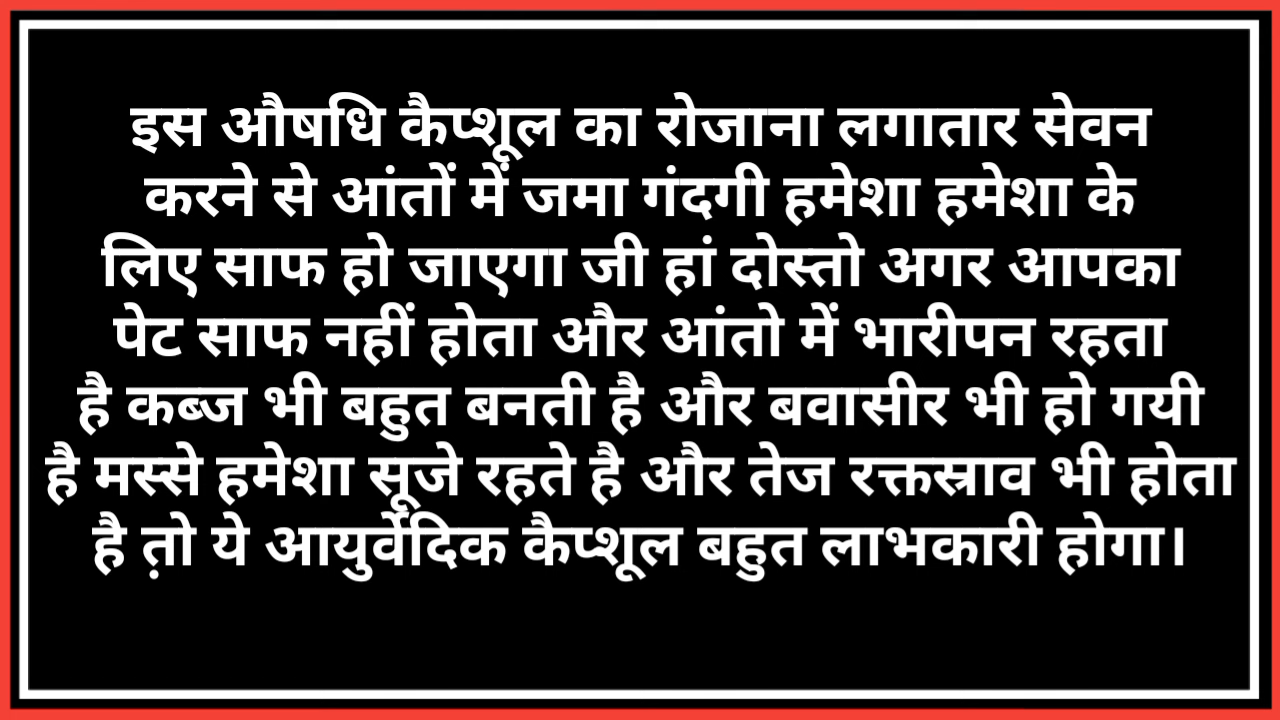 इस औषधि कैप्शूल का रोजाना लगातार सेवन
करने से आंतों में जमा गंदगी हमेशा हमेशा के
लिए साफ हो जाएगा जी हां दोस्तो अगर आपका
पेट साफ नहीं होता और आंतो में भारीपन रहता
है कब्ज भी बहुत बनती है और बवासीर भी हो गयी
है मस्से हमेशा सूजे रहते है और तेज रक्तस्राव भी होता
है त़ो ये आयुर्वेदिक कैप्शूल बहुत लाभकारी होगा।